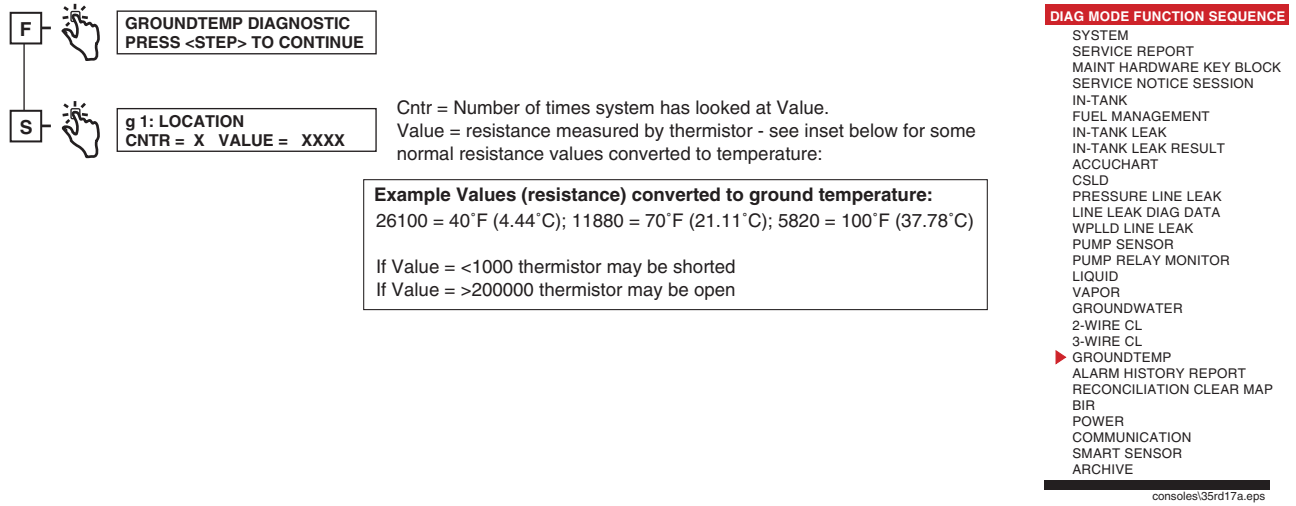 F
GROUNDTEMP DIAGNOSTIC
PRESS <STEP> TO CONTINUE
S
g 1: LOCATION
CNTR = X VALUE = XXXX
Cntr = Number of times system has looked at Value.
Value = resistance measured by thermistor - see inset below for some
normal resistance values converted to temperature:
Example Values (resistance) converted to ground temperature:
26100 = 40˚F (4.44˚C); 11880 = 70˚F (21.11˚C); 5820 = 100˚F (37.78˚C)
If Value = <1000 thermistor may be shorted
If Value = >200000 thermistor may be open
DIAG MODE FUNCTION SEQUENCE
SYSTEM
SERVICE REPORT
MAINT HARDWARE KEY BLOCK
SERVICE NOTICE SESSION
IN-TANK
FUEL MANAGEMENT
IN-TANK LEAK
IN-TANK LEAK RESULT
ACCUCHART
CSLD
PRESSURE LINE LEAK
LINE LEAK DIAG DATA
WPLLD LINE LEAK
PUMP SENSOR
PUMP RELAY MONITOR
LIQUID
VAPOR
GROUNDWATER
2-WIRE CL
3-WIRE CL
GROUNDTEMP
ALARM HISTORY REPORT
RECONCILIATION CLEAR MAP
BIR
POWER
COMMUNICATION
SMART SENSOR
ARCHIVE
consoles\35rd17a.eps